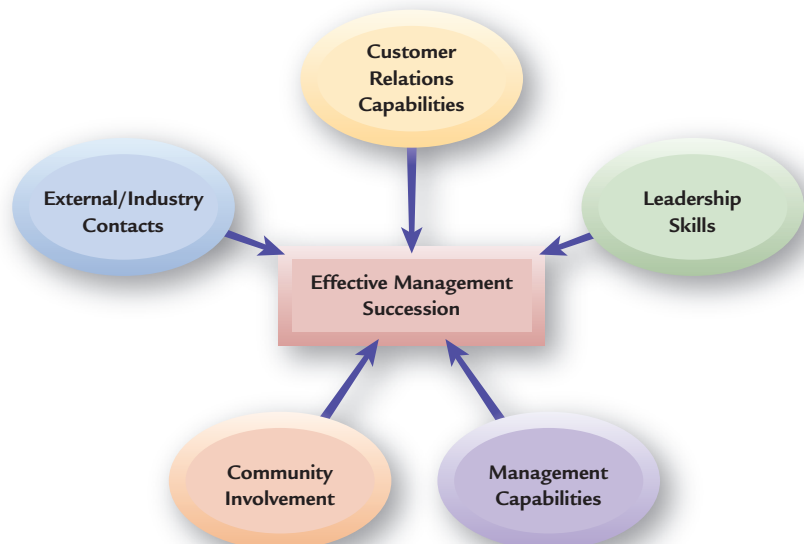 Customer
Relations
Capabilities
External/Industry
Contacts
Leadership
Skills
Effective Management
Succession
Community
Involvement
Management
Capabilities